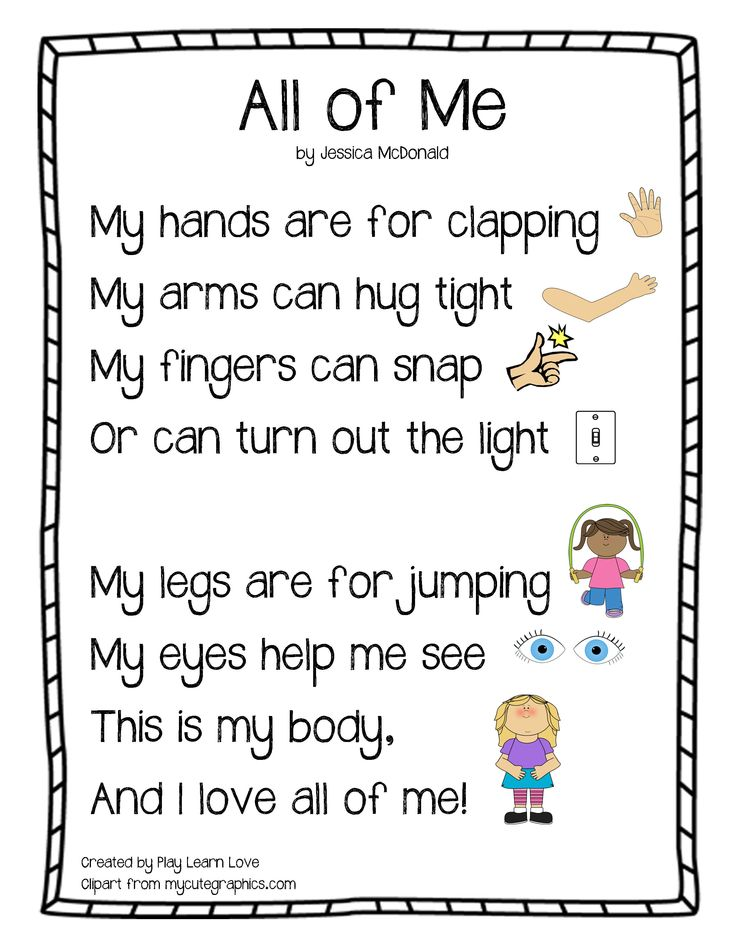 All of Me
by Jessica McDonald
My hands are for clapping
My arms can hug tight
My fingers can snap
Or can turn out the light
My legs are for jumping
My eyes help me see
This is my body,
And I love all of me!
Created by Play Learn Love
Clipart from mycutegraphics.com